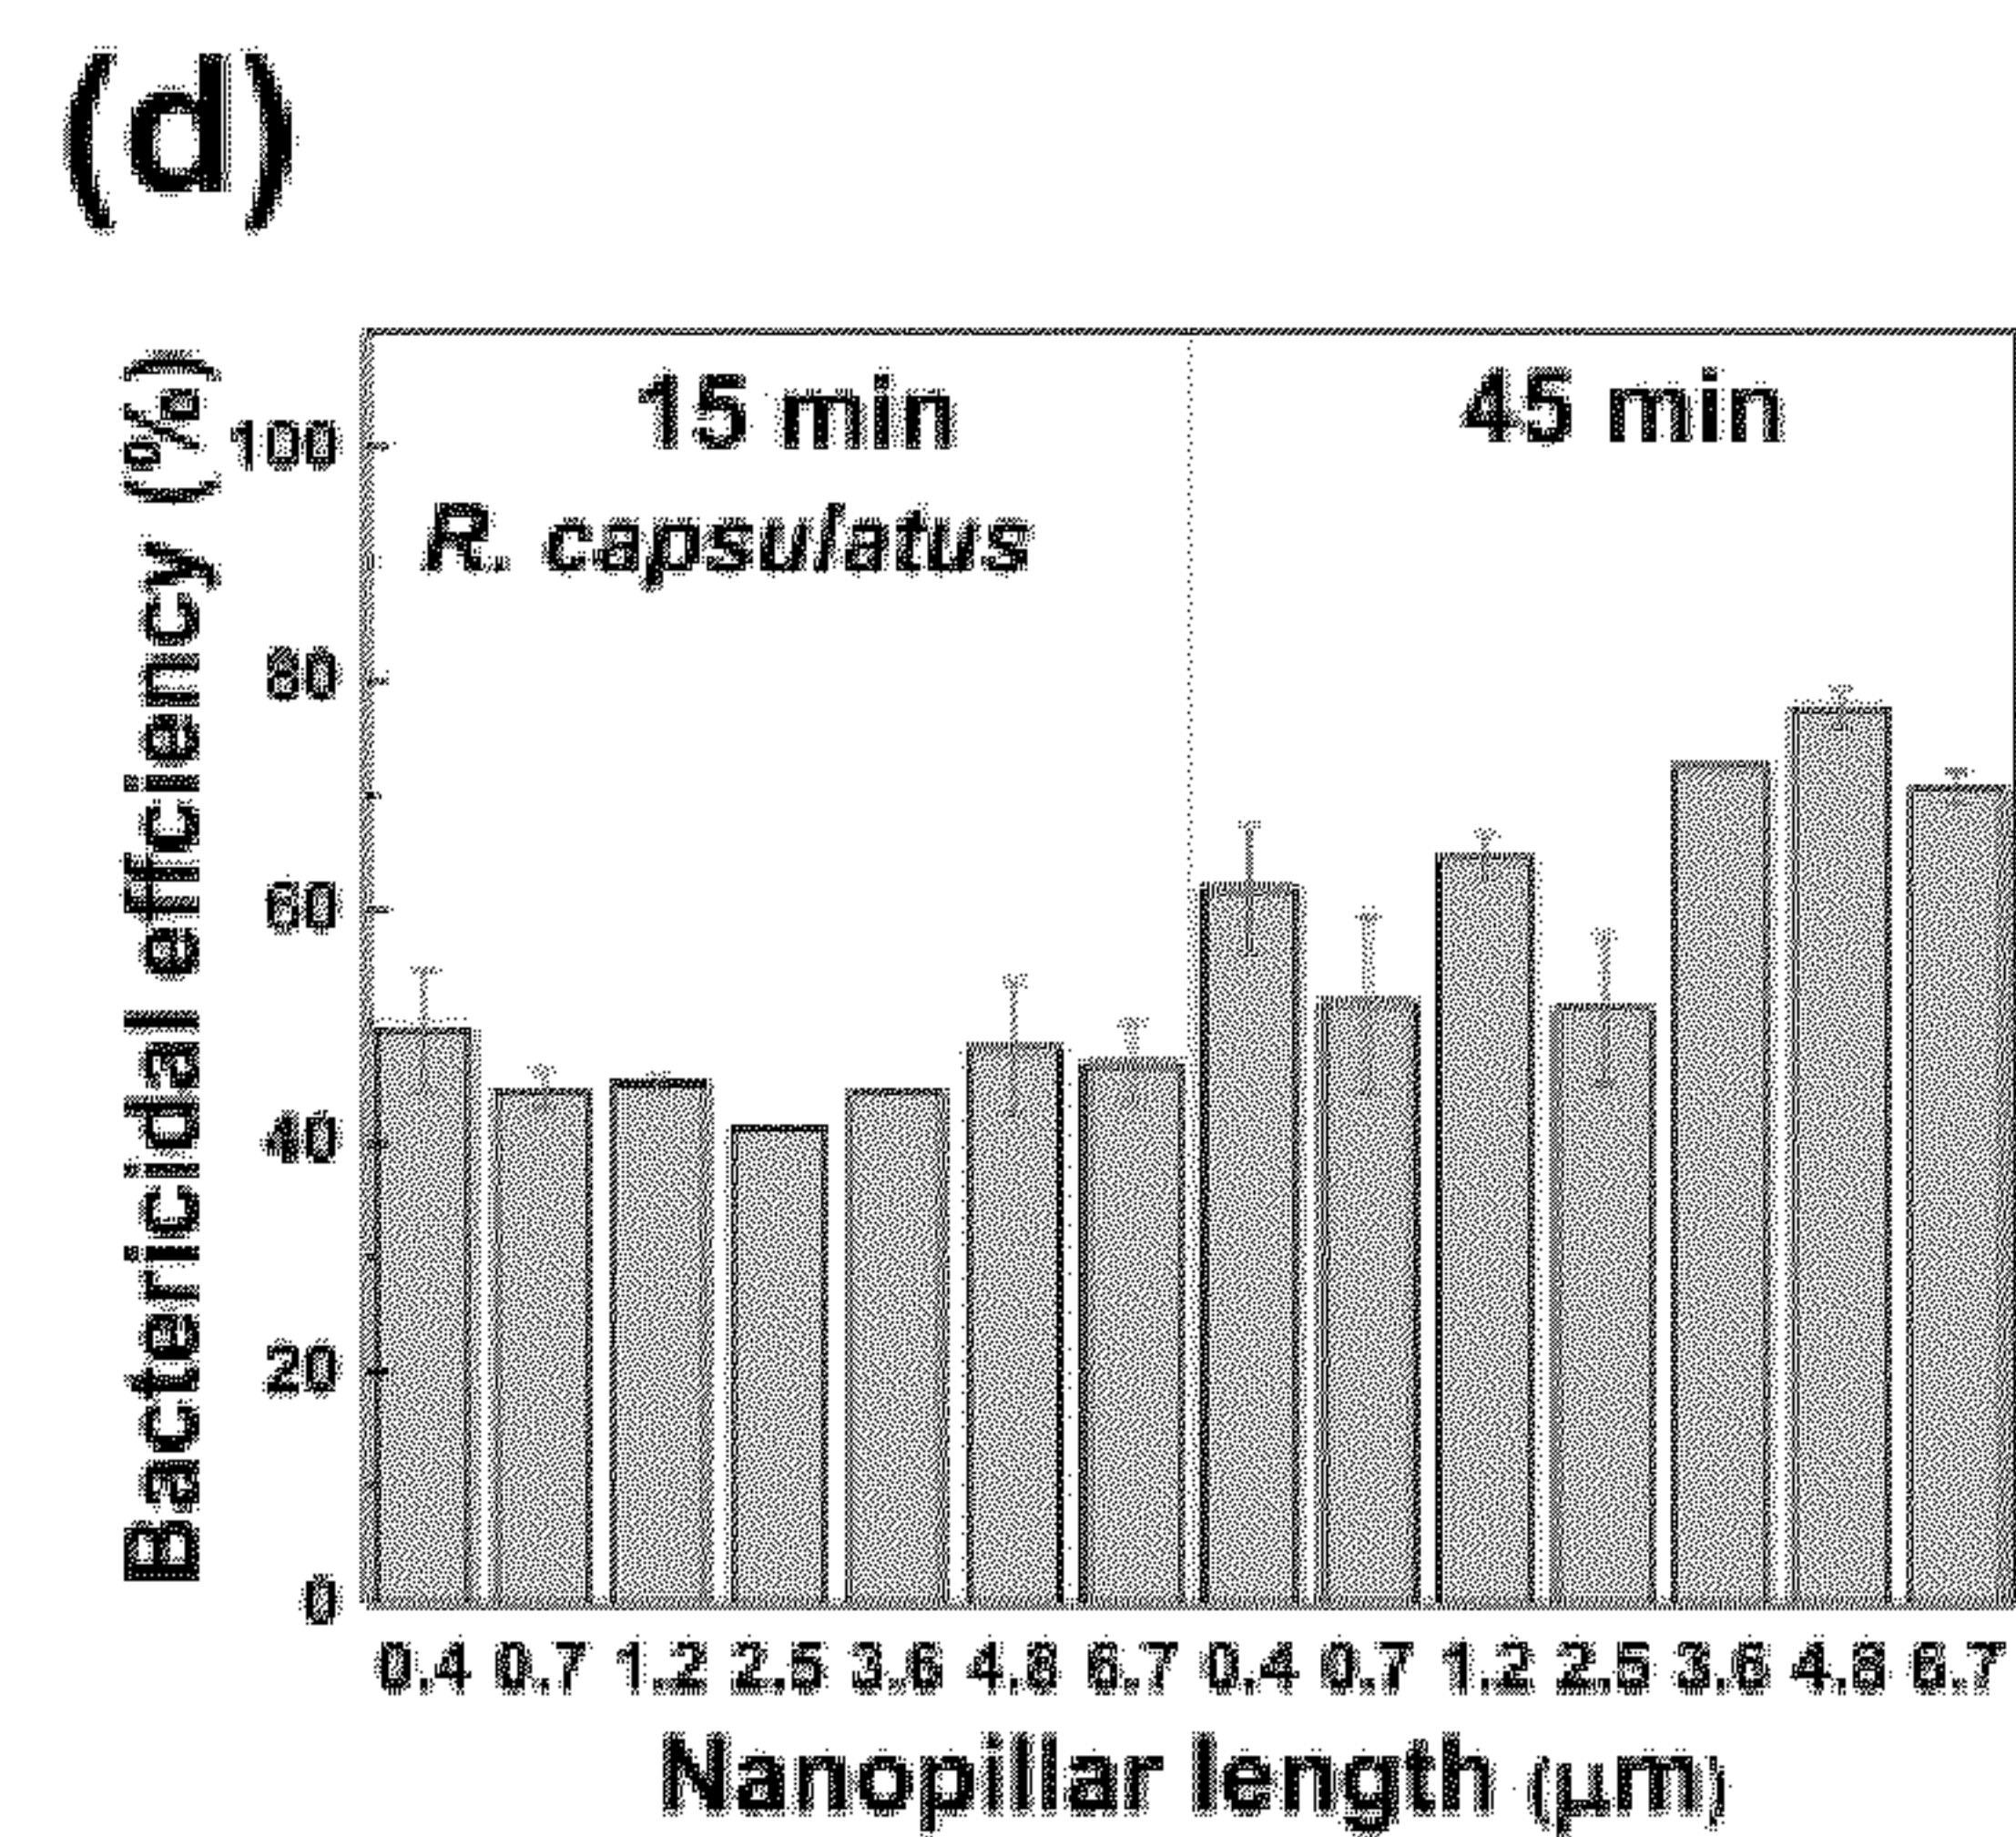 (d)
Bactericidal efficiency (%)
100
80
60
40
20
0
15 min
45 min
R. capsulatus
0.4 0.7 1.2 2.5 3.6 4.8 6.7 0.4 0.7 1.2 2.5 3.6 4.8 6.7
Nanopillar length (µm)